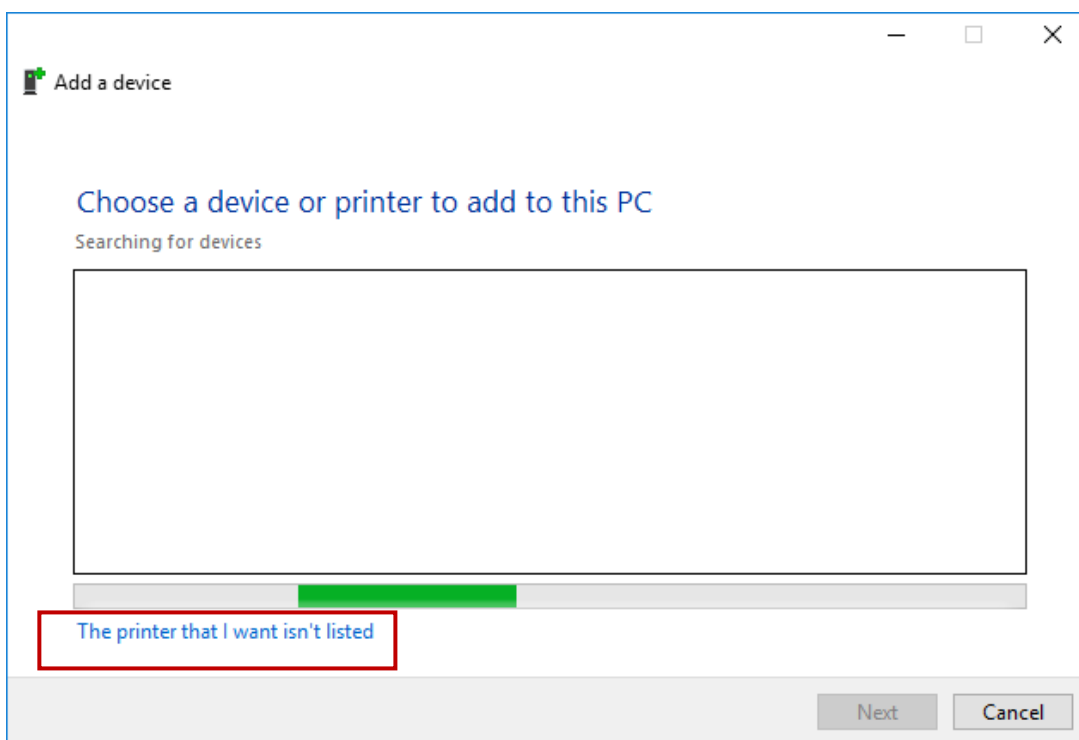 Add a device
Choose a device or printer to add to this PC
Searching for devices
The printer that I want isn't listed
Next
Cancel